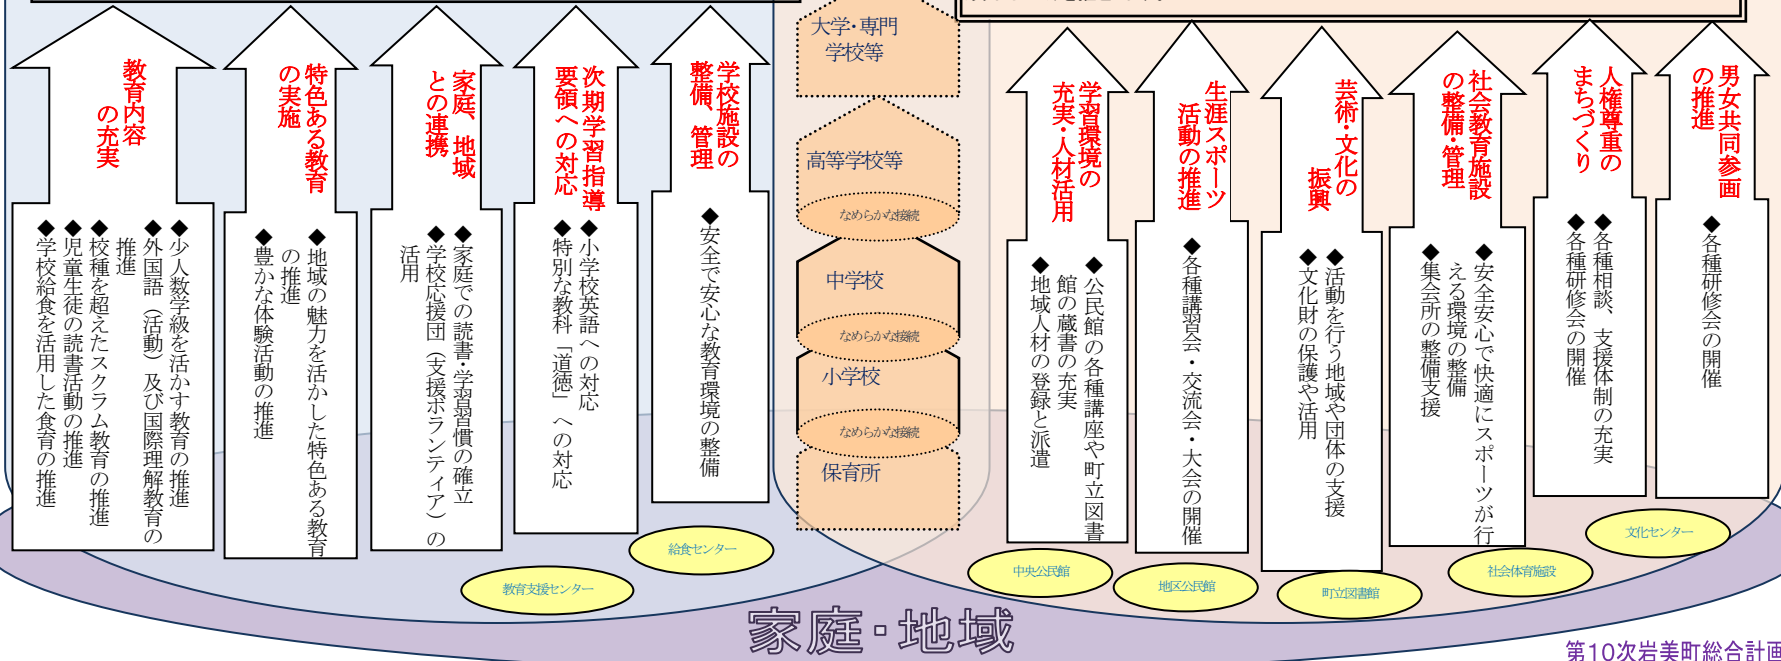 教育内容
の充実
◆少人数学級を活かす教育の推進
◆外国語（活動）及び国際理解教育の
推進
◆校種を超えたスクラム教育の推進
◆児童生徒の読書活動の推進
◆学校給食を活用した食育の推進
特色ある教育
の実施
◆地域の魅力を活かした特色ある教育
の推進
◆豊かな体験活動の推進
家庭、地域
との連携
◆家庭での読書・学習習慣の確立
◆学校応援団（支援ボランティア）の
活用
次期学習指導
要領への対応
◆小学校英語への対応
◆特別な教科「道徳」への対応
学校施設の
整備、管理
◆安全で安心な教育環境の整備
大学・専門
学校等
高等学校等
なめらかな接続
中学校
なめらかな接続
小学校
なめらかな接続
保育所
学習環境の
充実・人材活用
◆公民館の各種講座や町立図書
館の蔵書の充実
◆地域人材の登録と派遣
生涯スポーツ
活動の推進
◆各種講習会・交流会・大会の開催
芸術・文化の
振興
◆活動を行う地域や団体の支援
◆文化財の保護や活用
社会教育施設
の整備・管理
◆安全安心で快適にスポーツが行
える環境の整備
◆集会所の整備支援
人権尊重の
まちづくり
◆各種相談、支援体制の充実
◆各種研修会の開催
男女共同参画
の推進
◆各種研修会の開催
給食センター
教育支援センター
中央公民館
地区公民館
町立図書館
社会体育施設
文化センター
家庭・地域
第10次岩美町総合計画